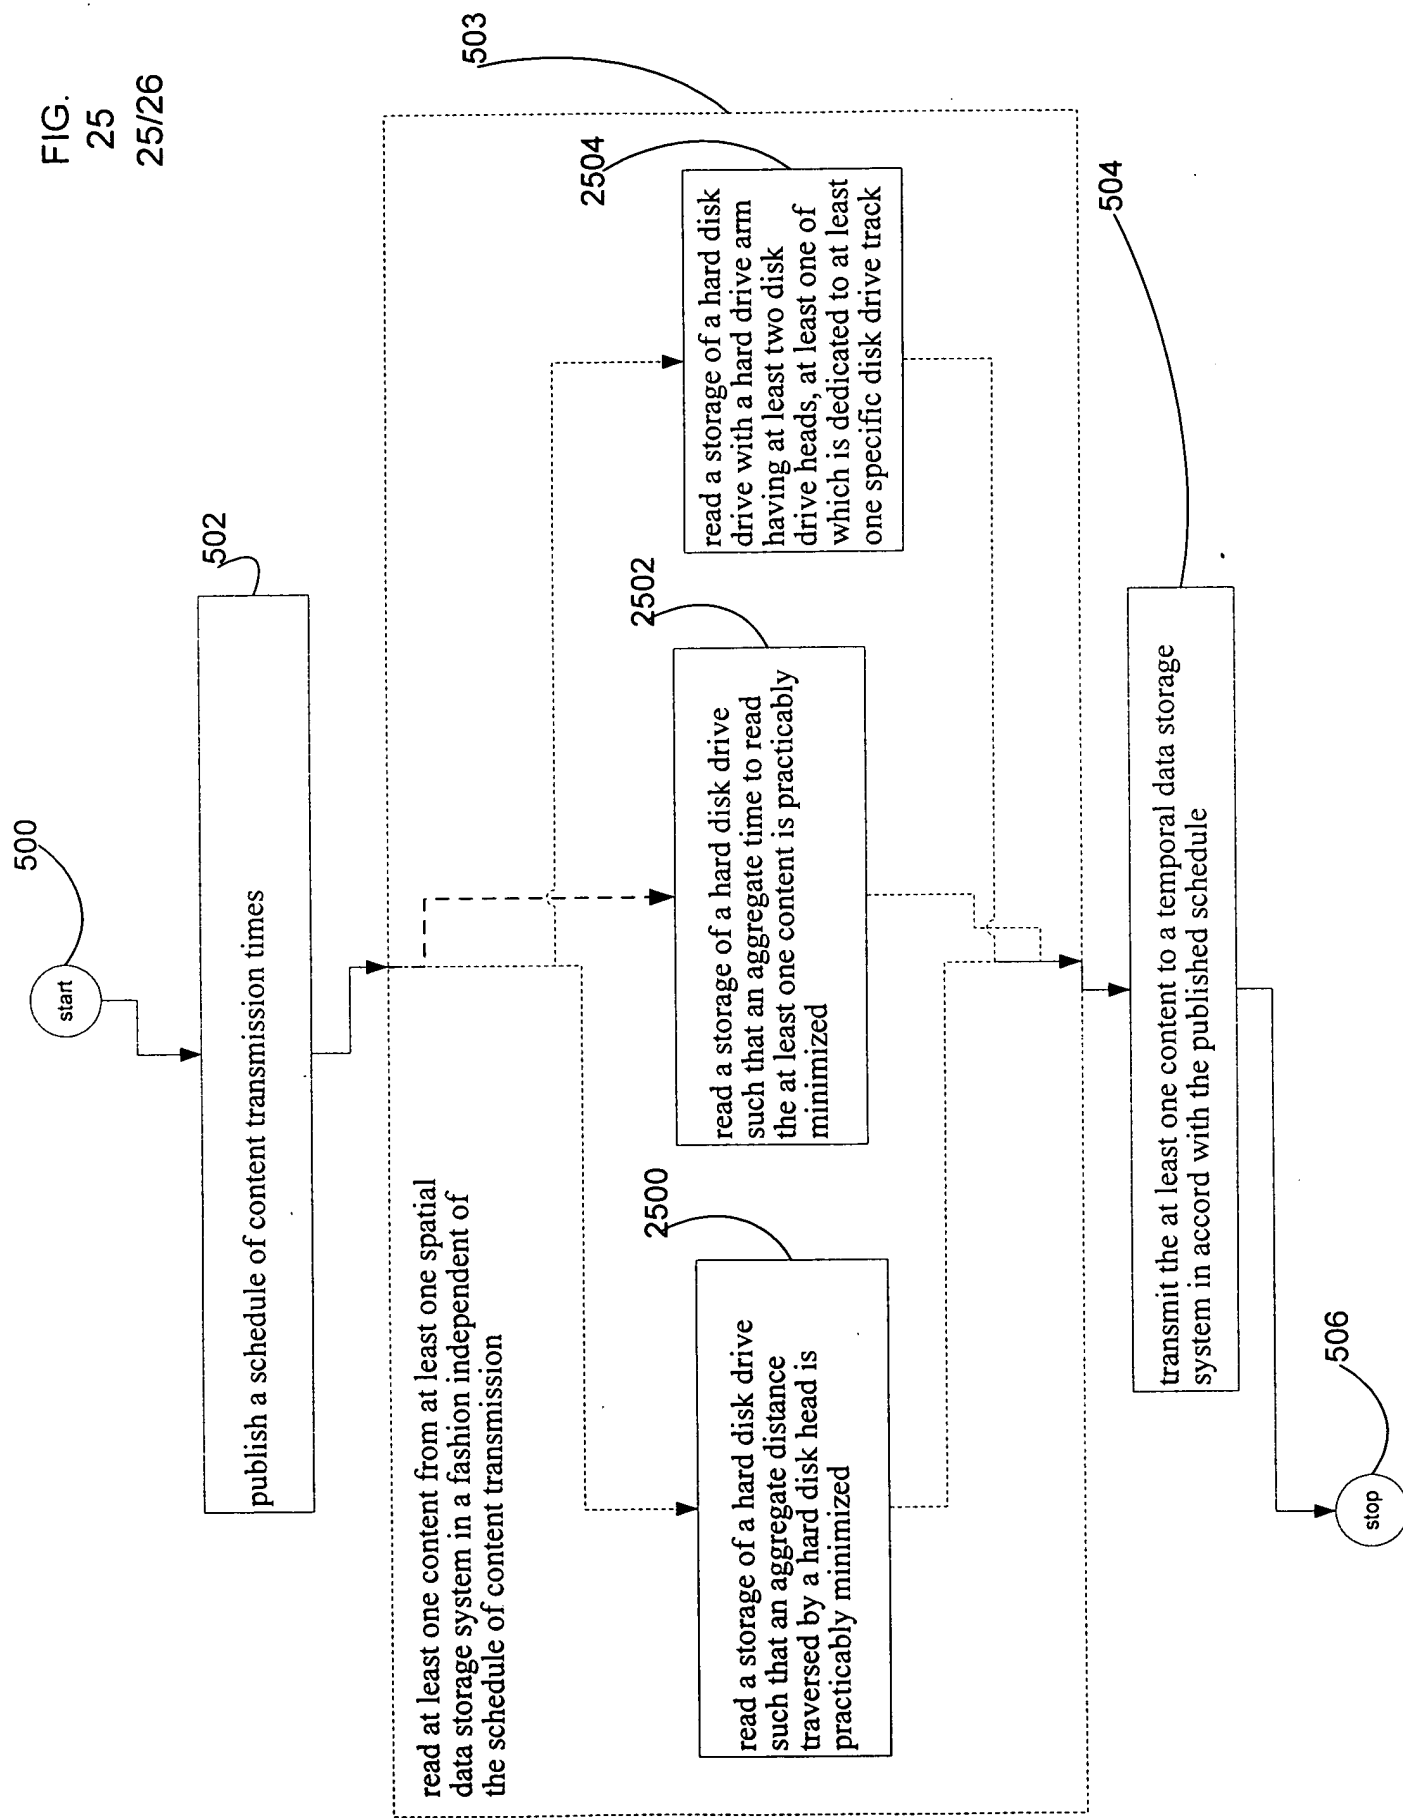 FIG.
25
25/26
500
start
502
publish a schedule of content transmission times
503
read at least one content from at least one spatial
data storage system in a fashion independent of
the schedule of content transmission
2500
read a storage of a hard disk drive
such that an aggregate distance
traversed by a hard disk head is
practicably minimized
2502
read a storage of a hard disk drive
such that an aggregate time to read
the at least one content is practicably
minimized
2504
read a storage of a hard disk
drive with a hard drive arm
having at least two disk
drive heads, at least one of
which is dedicated to at least
one specific disk drive track
504
transmit the at least one content to a temporal data storage
system in accord with the published schedule
506
stop